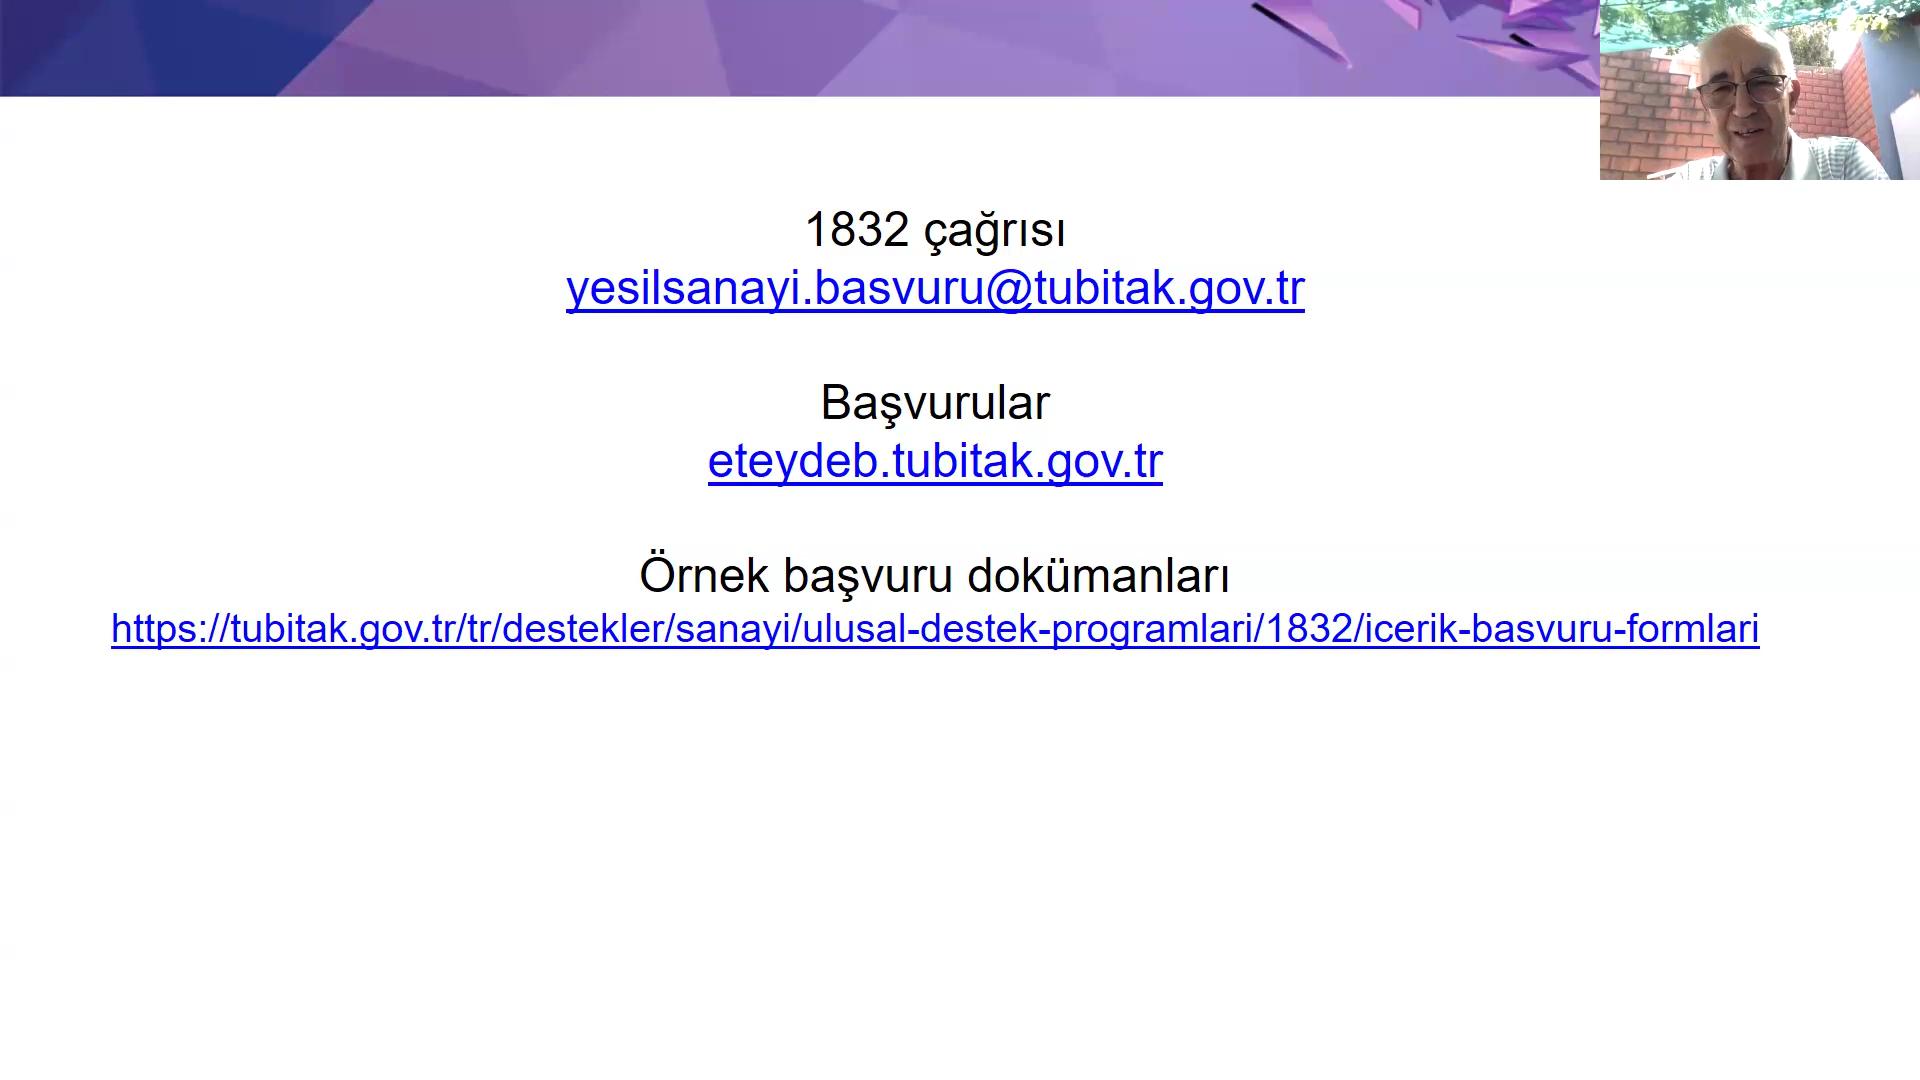 1832 çağrısı
yesilsanayi.basvuru@tubitak.gov.tr
Başvurular
eteydeb.tubitak.gov.tr
Örnek başvuru dokümanları
https://tubitak.gov.tr/tr/destekler/sanayi/ulusal-destek-programlari/1832/icerik-basvuru-formlari